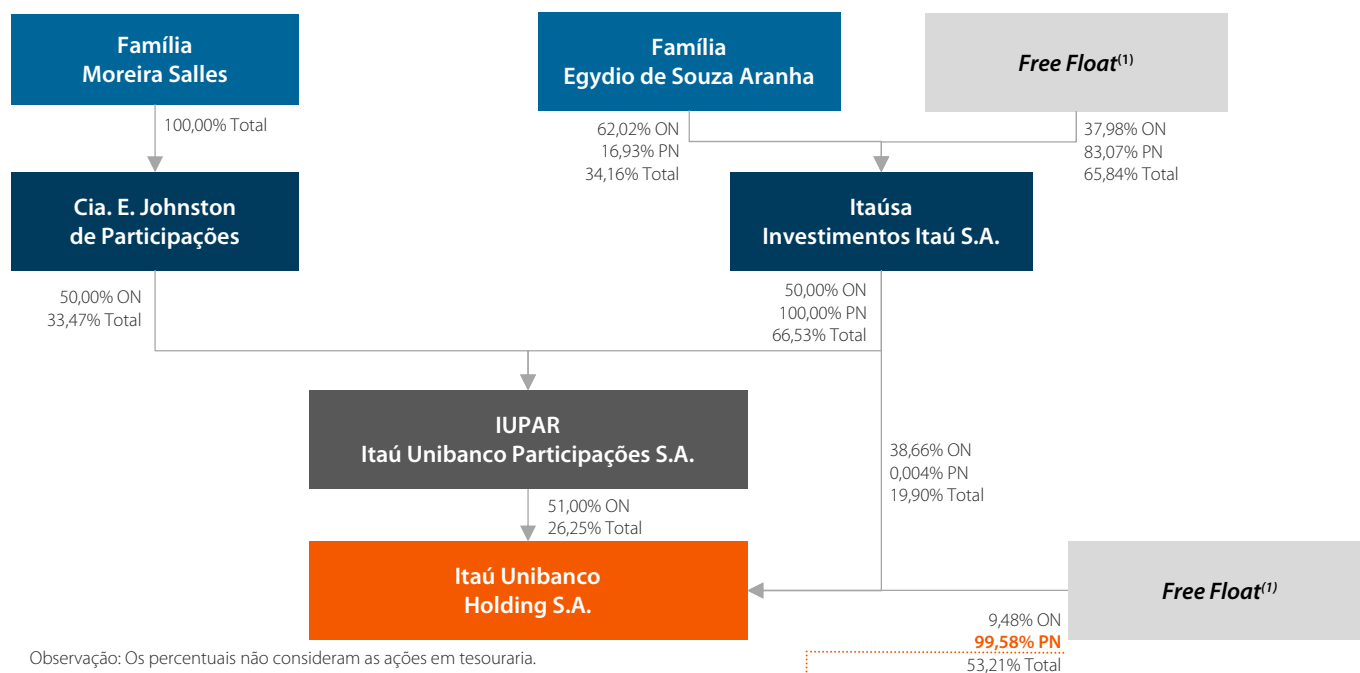 Família
Moreira Salles
Família
Egydio de Souza Aranha
Free Float(1)
100,00% Total
62,02% ON
16,93% PN
34,16% Total
37,98% ON
83,07% PN
65,84% Total
Cia. E. Johnston
de Participações
Itaúsa
Investimentos Itaú S.A.
50,00% ON
33,47% Total
50,00% ON
100,00% PN
66,53% Total
IUPAR
Itaú Unibanco Participações S.A.
38,66% ON
0,004% PN
19,90% Total
51,00% ON
26,25% Total
Itaú Unibanco
Holding S.A.
Free Float(1)
9,48% ON
99,58% PN
53,21% Total
Observação: Os percentuais não consideram as ações em tesouraria.